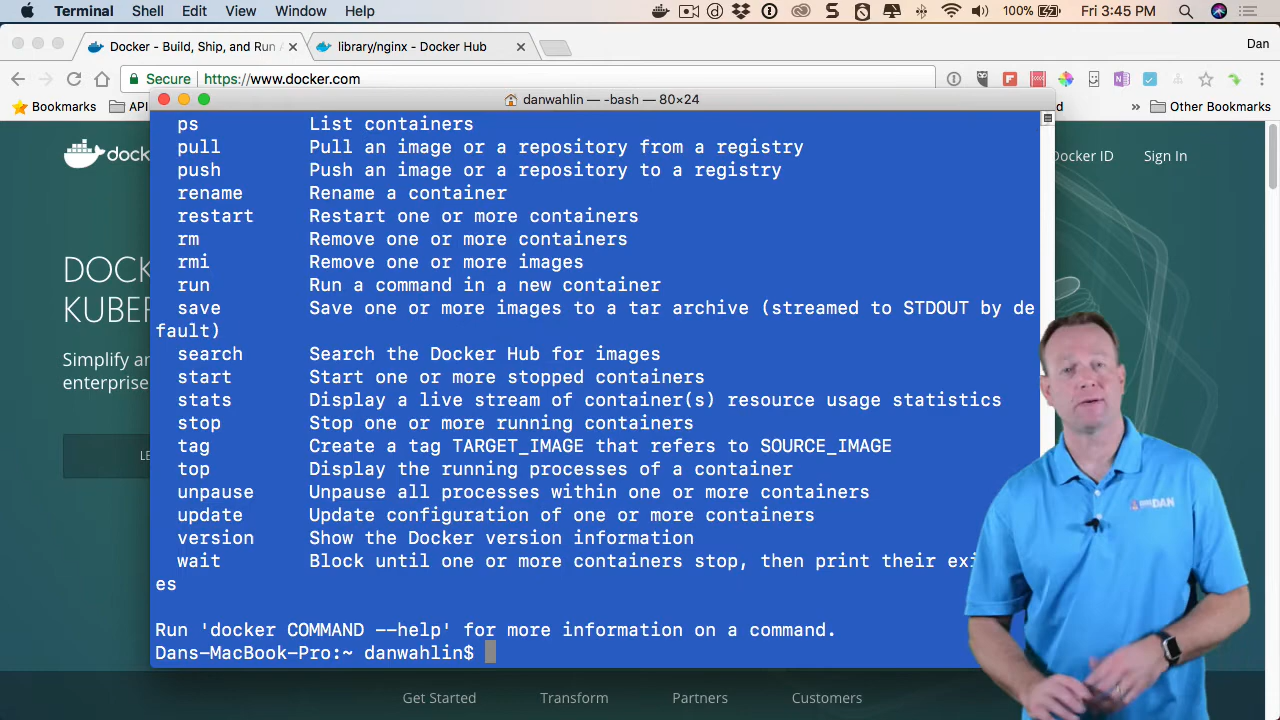 Terminal Shell Edit View Window Help 100% Fri 3:45 PM
Docker - Build, Ship, and Run library/nginx - Docker Hub Dan
Secure https://www.docker.com
Bookmarks API Other Bookmarks
danwahlin — -bash — 80×24
ps List containers
pull Pull an image or a repository from a registry
push Push an image or a repository to a registry
rename Rename a container
restart Restart one or more containers
rm Remove one or more containers
rmi Remove one or more images
run Run a command in a new container
save Save one or more images to a tar archive (streamed to STDOUT by de
fault)
search Search the Docker Hub for images
start Start one or more stopped containers
stats Display a live stream of container(s) resource usage statistics
stop Stop one or more running containers
tag Create a tag TARGET_IMAGE that refers to SOURCE_IMAGE
top Display the running processes of a container
unpause Unpause all processes within one or more containers
update Update configuration of one or more containers
version Show the Docker version information
wait Block until one or more containers stop, then print their exi
es
Run 'docker COMMAND --help' for more information on a command.
Dans-MacBook-Pro:~ danwahlin$
Docker ID Sign In
DOCK
KUBER
Simplify an
enterprise
LE
DAN
Get Started Transform Partners Customers